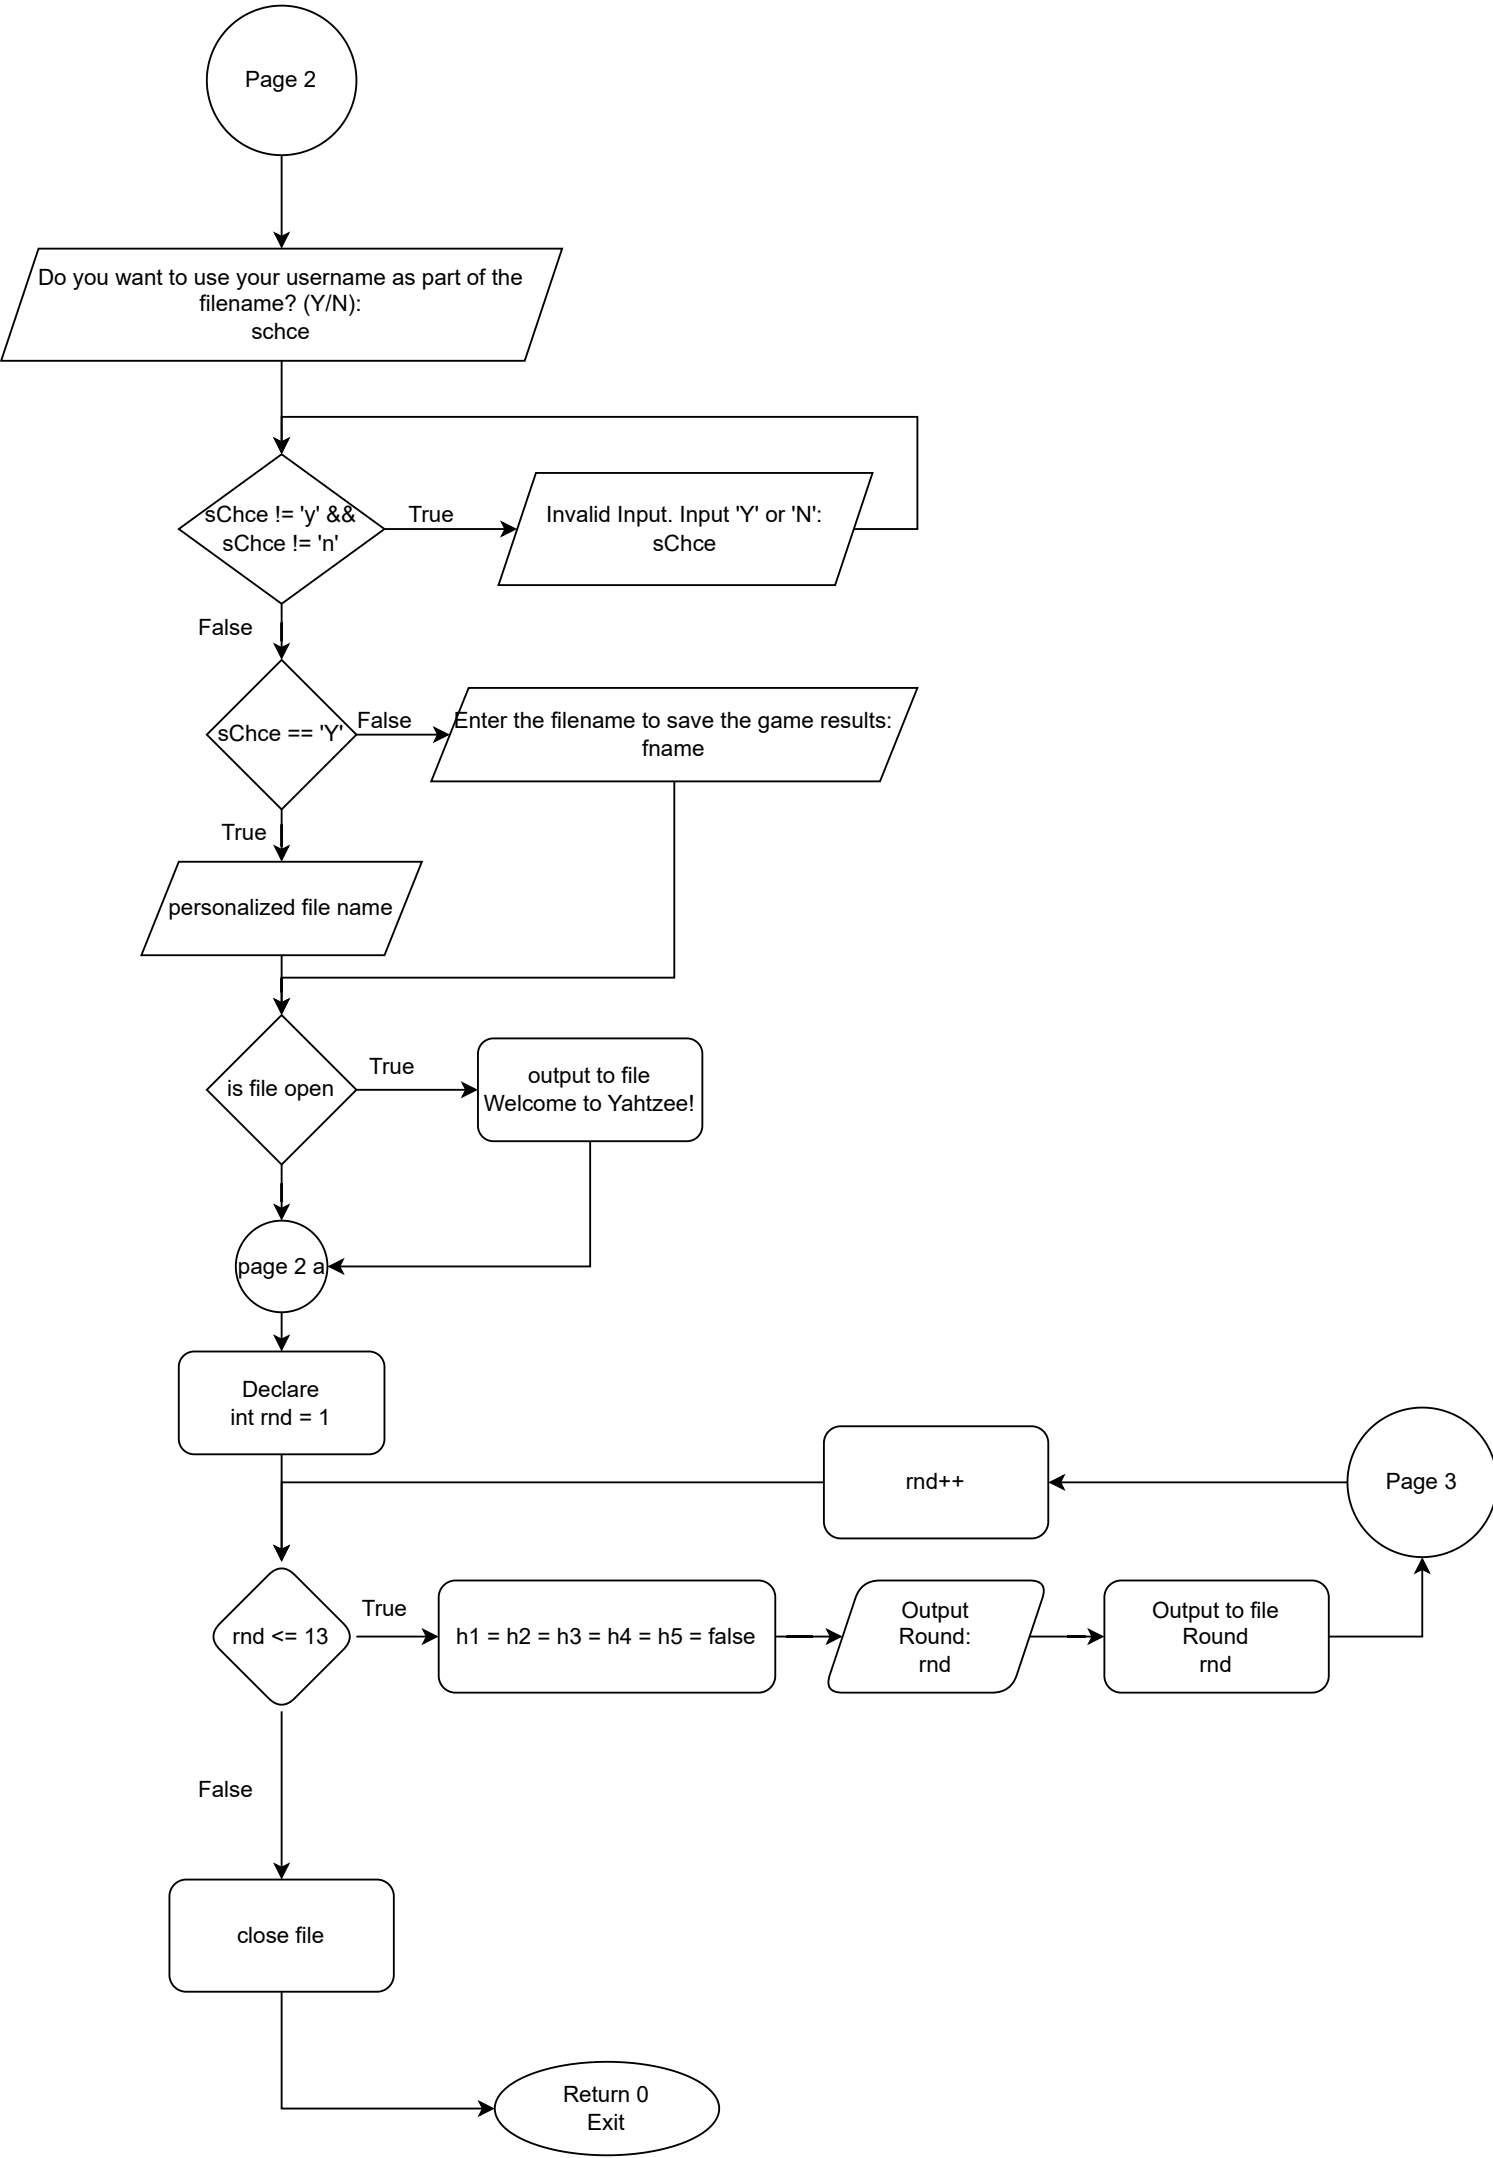 Page 2
Do you want to use your username as part of the
filename? (Y/N):
schce
sChce != 'y' &&
sChce != 'n'
True
Invalid Input. Input 'Y' or 'N':
sChce
False
sChce == 'Y'
False
Enter the filename to save the game results:
fname
True
personalized file name
is file open
True
output to file
Welcome to Yahtzee!
page 2 a
Declare
int rnd = 1
rnd++
Page 3
rnd <= 13
True
h1 = h2 = h3 = h4 = h5 = false
Output
Round:
rnd
Output to file
Round
rnd
False
close file
Return 0
Exit